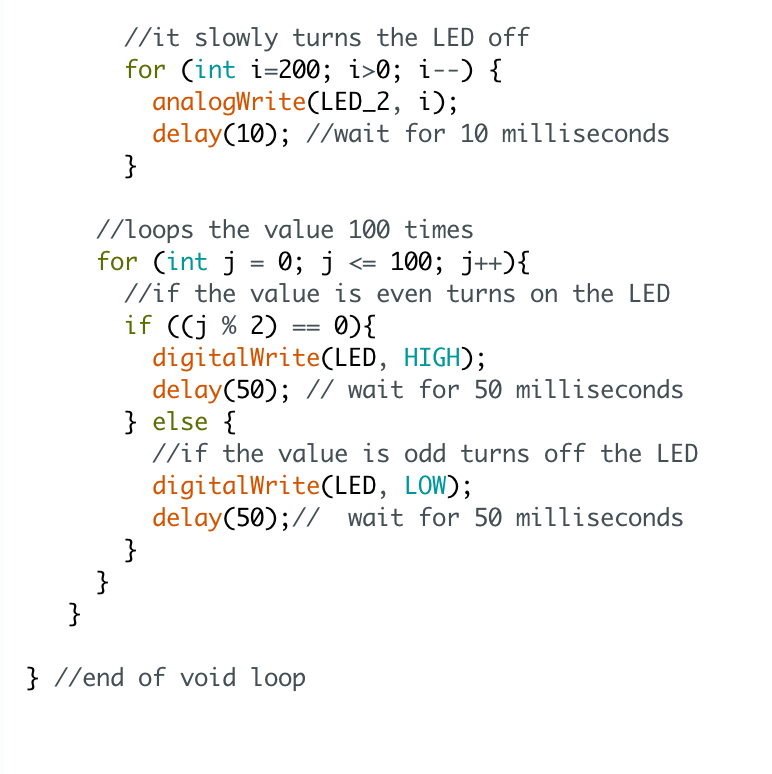 //it slowly turns the LED off
for (int i=200; i>0; i--) {
analogWrite(LED_2, i);
delay(10); //wait for 10 milliseconds
}
//loops the value 100 times
for (int j = 0; j <= 100; j++){
//if the value is even turns on the LED
if ((j % 2) == 0){
digitalWrite(LED, HIGH);
delay(50); // wait for 50 milliseconds
} else {
//if the value is odd turns off the LED
digitalWrite(LED, LOW);
delay(50);//  wait for 50 milliseconds
}
}
}
} //end of void loop